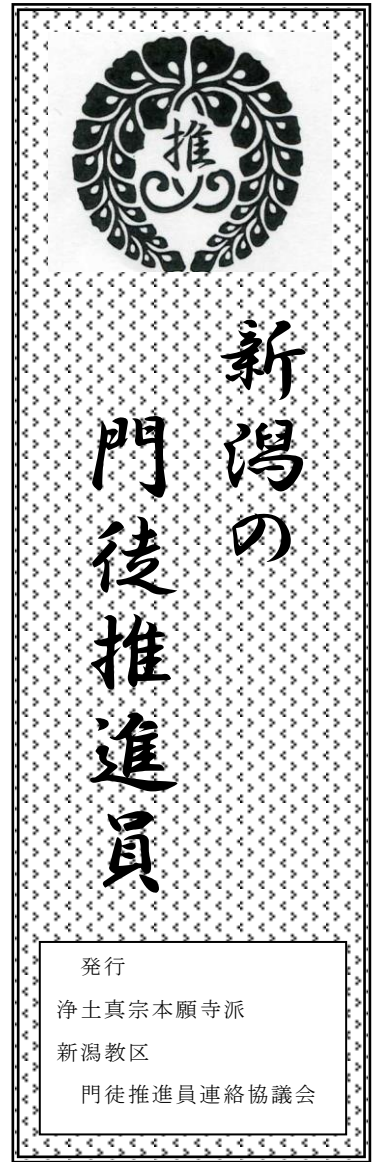 推
新潟の
門徒推進員
発行
浄土真宗本願寺派
新潟教区
門徒推進員連絡協議会